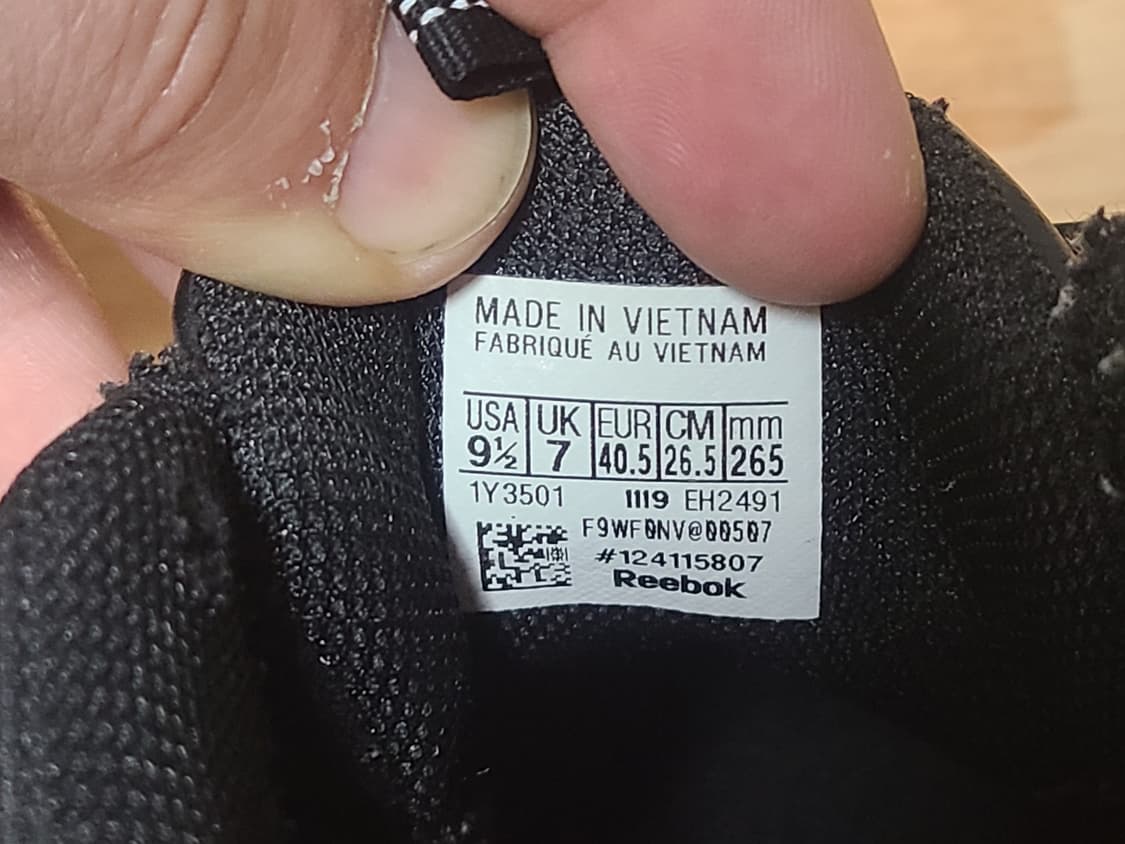 MADE IN VIETNAM
FABRIQUÉ AU VIETNAM
USA UK EUR CM mm
9½ 7 40.5 26.5 265
1Y3501 1119 EH2491
F9WF0NV@00507
#124115807
Reebok